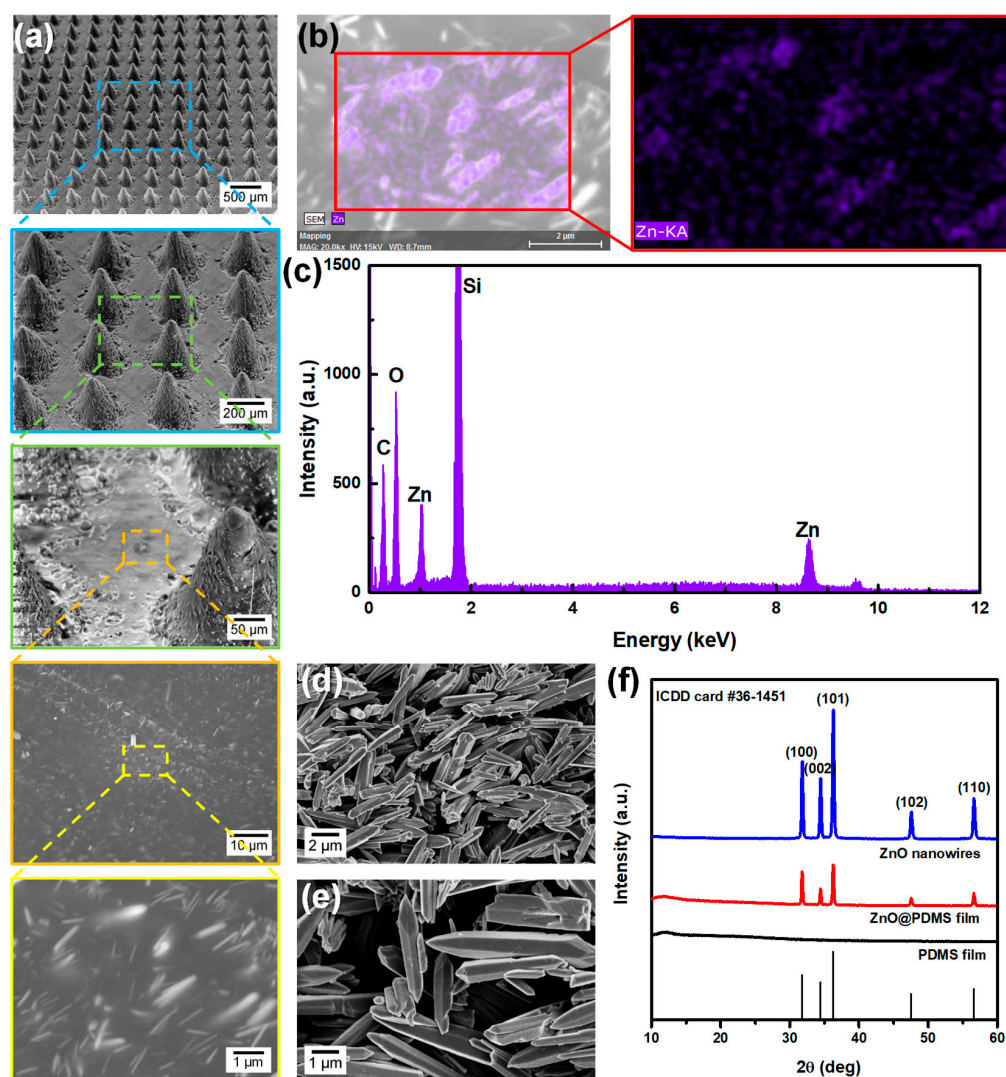 (a)
500 µm
200 µm
50 µm
10 µm
1 µm
(b)
SEM Zn
Mapping
MAG: 20.0kx HV: 15kV WD: 8.7mm
2 µm
Zn-KA
(c)
1500
1000
500
0
Intensity (a.u.)
C
O
Zn
Si
Zn
0 2 4 6 8 10 12
Energy (keV)
(d)
2 µm
(e)
1 µm
(f)
ICDD card #36-1451
(100)
(002)
(101)
(102)
(110)
ZnO nanowires
ZnO@PDMS film
PDMS film
Intensity (a.u.)
10 20 30 40 50 60
2θ (deg)